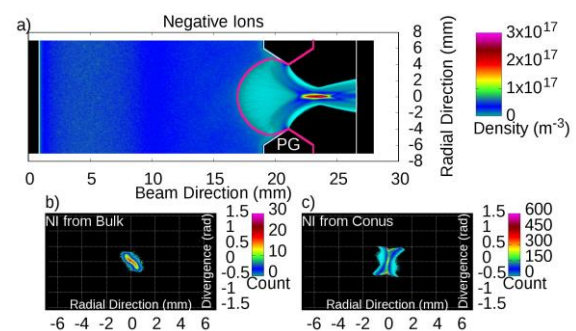 Negative Ions
a)
8
6
4
2
0
-2
-4
-6
-8
Radial Direction (mm)
3x10^17
2x10^17
1x10^17
0
Density (m^-3)
PG
0 5 10 15 20 25 30
Beam Direction (mm)
b)
NI from Bulk
1.5
1
0.5
0
-0.5
-1
-1.5
Divergence (rad)
30
20
10
0
Count
Radial Direction (mm)
-6 -4 -2 0 2 4 6
c)
NI from Conus
1.5
1
0.5
0
-0.5
-1
-1.5
Divergence (rad)
600
450
300
150
0
Count
Radial Direction (mm)
-6 -4 -2 0 2 4 6